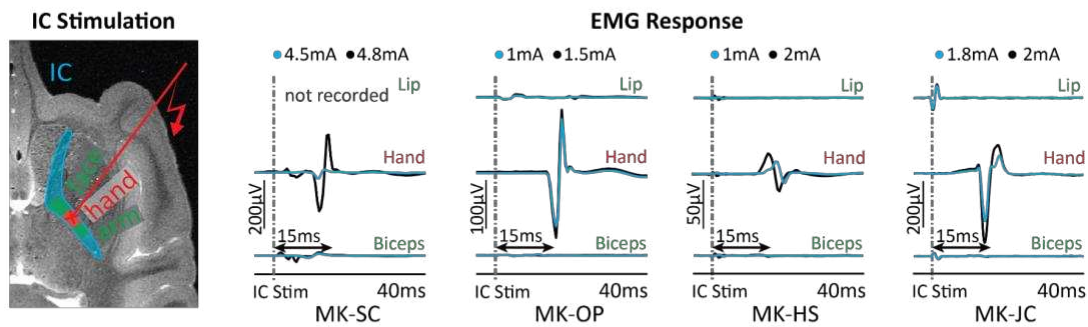 IC Stimulation
EMG Response
IC
face
hand
arm
4.5mA 4.8mA
Lip
not recorded
Hand
200µV
15ms
Biceps
IC Stim 40ms
MK-SC
1mA 1.5mA
Lip
Hand
100µV
15ms
Biceps
IC Stim 40ms
MK-OP
1mA 2mA
Lip
Hand
50µV
15ms
Biceps
IC Stim 40ms
MK-HS
1.8mA 2mA
Lip
Hand
200µV
15ms
Biceps
IC Stim 40ms
MK-JC